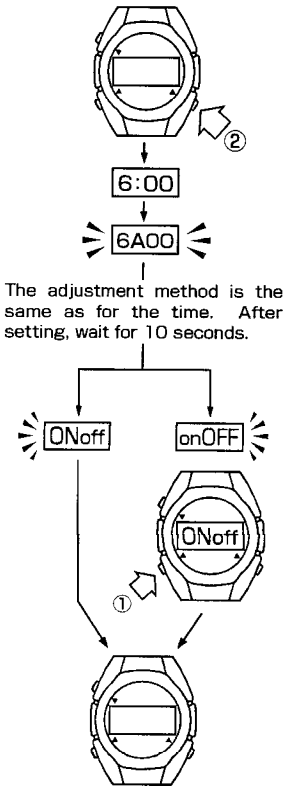 ②
6:00
6A00
The adjustment method is the
same as for the time. After
setting, wait for 10 seconds.
ONoff
onOFF
ONoff
①